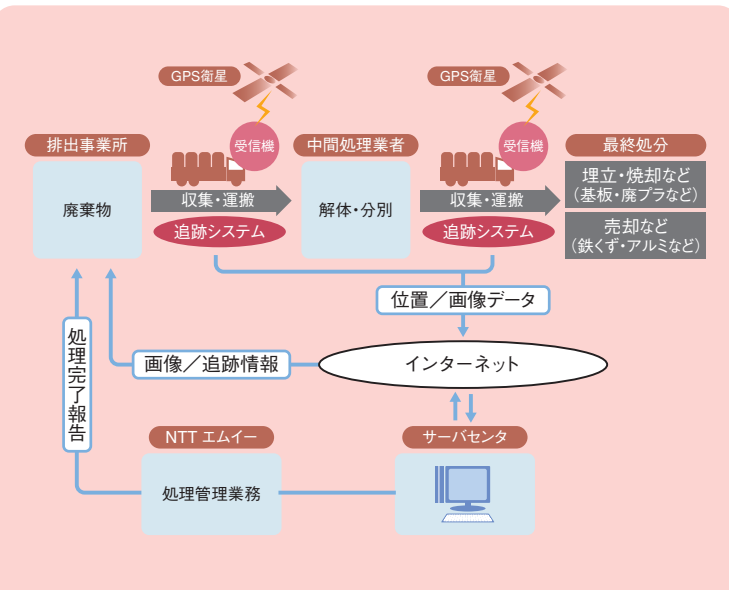 GPS衛星
GPS衛星
受信機
受信機
排出事業所
中間処理業者
最終処分
廃棄物
収集・運搬
追跡システム
解体・分別
収集・運搬
追跡システム
埋立・焼却など
（基板・廃プラなど）
売却など
（鉄くず・アルミなど）
位置／画像データ
処理完了報告
画像／追跡情報
インターネット
NTT エムイー
サーバセンタ
処理管理業務